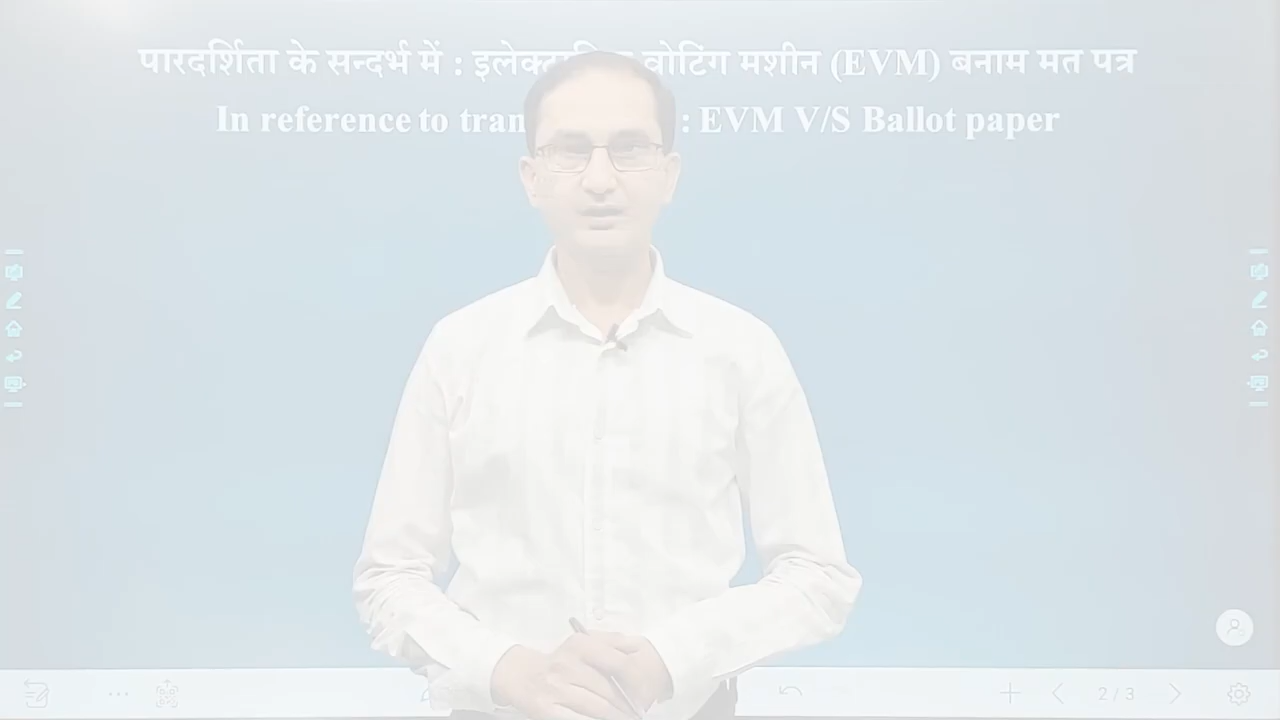 पारदर्शिता के सन्दर्भ में : वोटिंग मशीन (EVM) बनाम मत पत्र
In reference to : EVM V/S Ballot paper
2/3